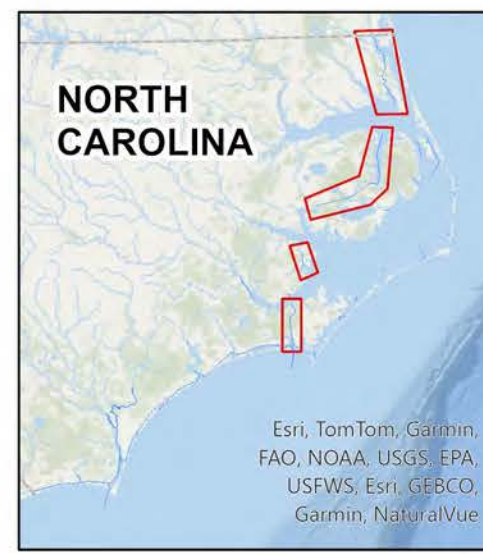 NORTH
CAROLINA
Esri, TomTom, Garmin,
FAO, NOAA, USGS, EPA,
USFWS, Esri, GEBCO,
Garmin, NaturalVue